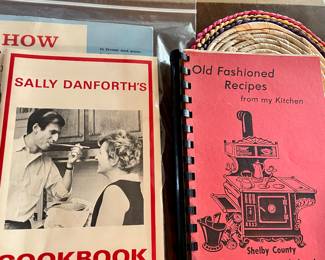 HOW
SALLY DANFORTH'S
COOKBOOK
Old Fashioned
Recipes
from my Kitchen
Shelby County